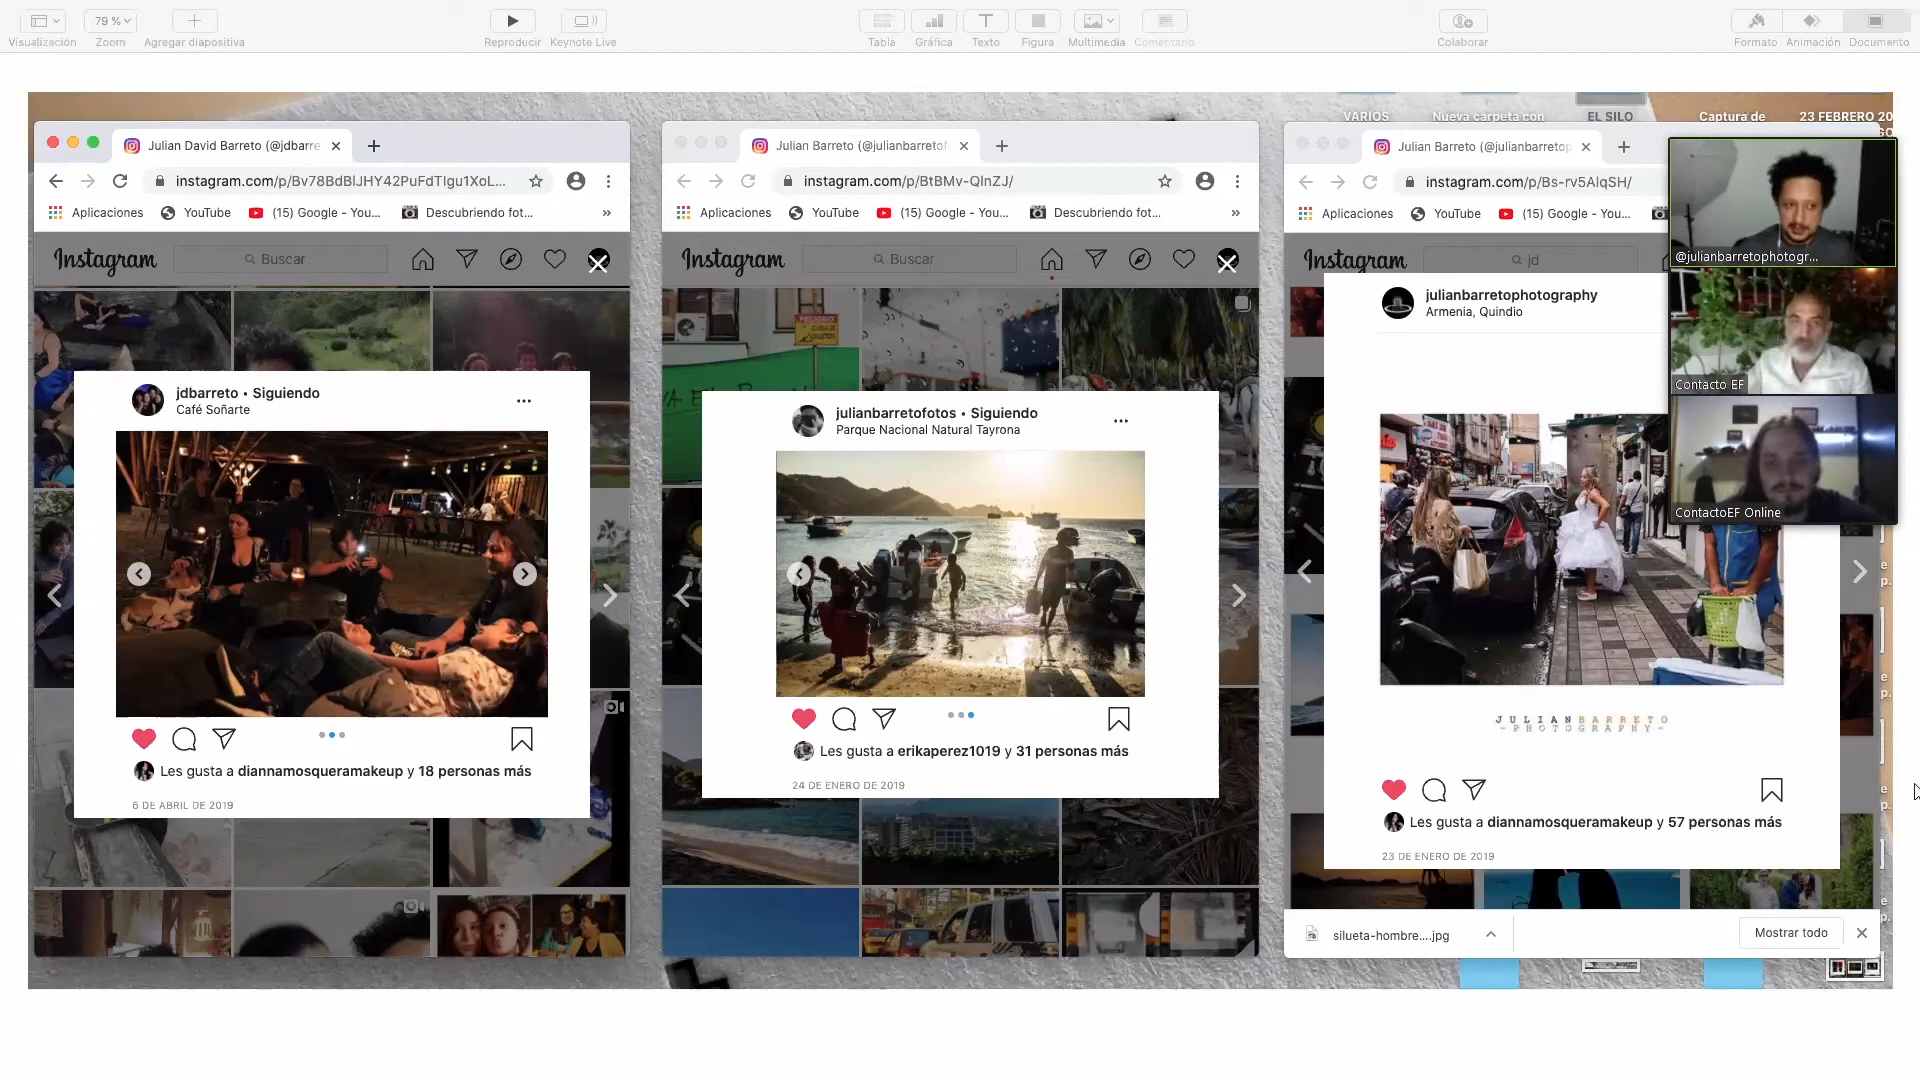 79 %
Visualización
Zoom
Agregar diapositiva
Reproducir
Keynote Live
Tabla
Gráfica
Texto
Figura
Multimedia
Comentario
Colaborar
Formato
Animación
Documento
VARIOS
Nueva carpeta con
EL SILO
Captura de
23 FEBRERO 20
Julian David Barreto (@jdbarre
instagram.com/p/Bv78BdBlJHY42PuFdTIgu1XoL...
Aplicaciones
YouTube
(15) Google - You...
Descubriendo fot...
»
Instagram
Buscar
jdbarreto • Siguiendo
Café Soñarte
Les gusta a diannamosqueramakeup y 18 personas más
6 DE ABRIL DE 2019
Julian Barreto (@julianbarretof
instagram.com/p/BtBMv-QlnZJ/
Aplicaciones
YouTube
(15) Google - You...
Descubriendo fot...
»
Instagram
Buscar
PELIGRO
julianbarretofotos • Siguiendo
Parque Nacional Natural Tayrona
Les gusta a erikaperez1019 y 31 personas más
24 DE ENERO DE 2019
Julian Barreto (@julianbarretop
instagram.com/p/Bs-rv5AlqSH/
Aplicaciones
YouTube
(15) Google - You...
Instagram
jd
julianbarretophotography
Armenia, Quindio
JULIANBARRETO
-PHOTOGRAPHY-
Les gusta a diannamosqueramakeup y 57 personas más
23 DE ENERO DE 2019
silueta-hombre....jpg
Mostrar todo
@julianbarretophotogr...
Contacto EF
ContactoEF Online